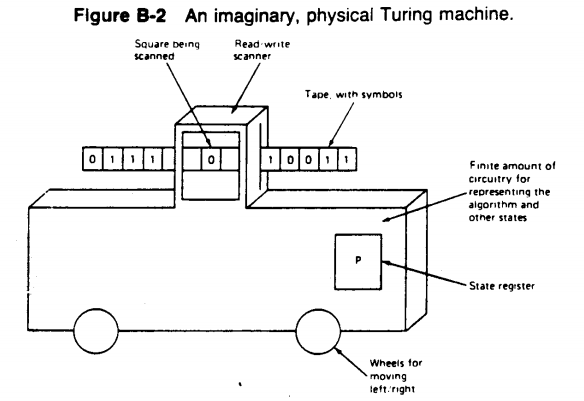 Figure B-2 An imaginary, physical Turing machine.
Square being
scanned
Read-write
scanner
Tape, with symbols
0 1 1 1 0 1 0 0 1 1
Finite amount of
circuitry for
representing the
algorithm and
other states
P
State register
Wheels for
moving
left/right